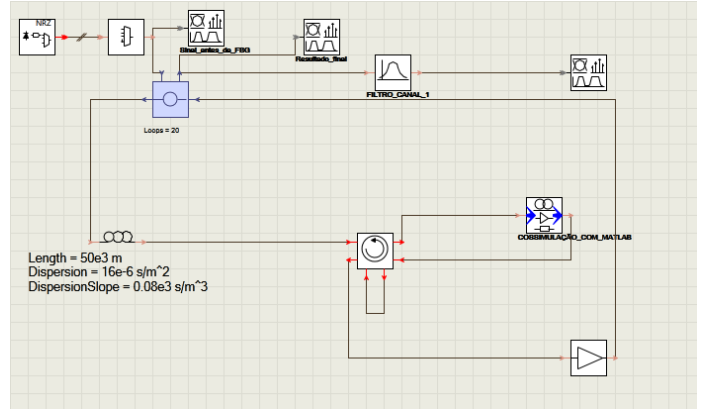 NRZ
Sinal_antes_da_FBG
Resultado_final
FILTRO_CANAL_1
Loops = 20
COSSIMULAÇÃO_COM_MATLAB
Length = 50e3 m
Dispersion = 16e-6 s/m^2
DispersionSlope = 0.08e3 s/m^3